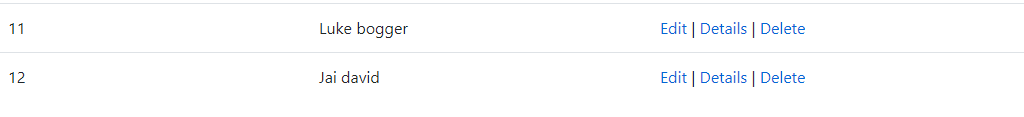 11 Luke bogger Edit | Details | Delete
12 Jai david Edit | Details | Delete